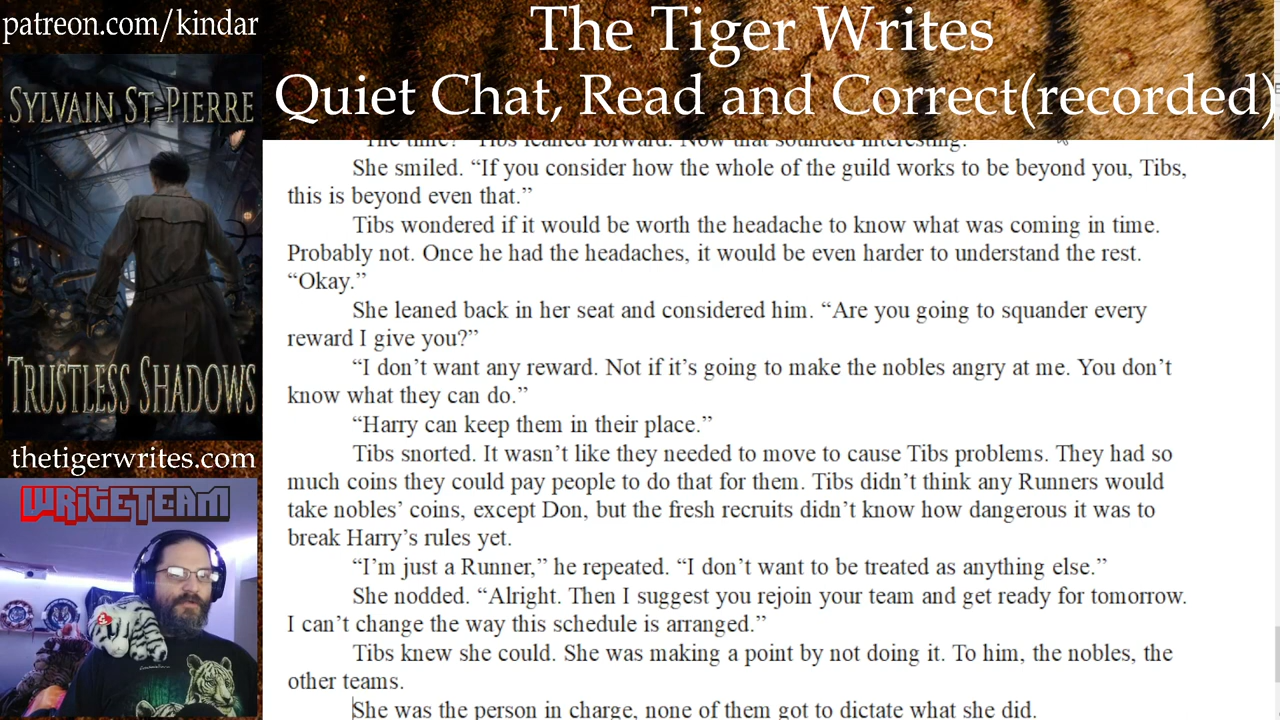 patreon.com/kindar
The Tiger Writes
Quiet Chat, Read and Correct(recorded)
SYLVAIN ST-PIERRE
TRUSTLESS SHADOWS
thetigerwrites.com
WRITETEAM
“The time?” Tibs leaned forward. Now that sounded interesting.
She smiled. “If you consider how the whole of the guild works to be beyond you, Tibs,
this is beyond even that.”
Tibs wondered if it would be worth the headache to know what was coming in time.
Probably not. Once he had the headaches, it would be even harder to understand the rest.
“Okay.”
She leaned back in her seat and considered him. “Are you going to squander every
reward I give you?”
“I don’t want any reward. Not if it’s going to make the nobles angry at me. You don’t
know what they can do.”
“Harry can keep them in their place.”
Tibs snorted. It wasn’t like they needed to move to cause Tibs problems. They had so
much coins they could pay people to do that for them. Tibs didn’t think any Runners would
take nobles’ coins, except Don, but the fresh recruits didn’t know how dangerous it was to
break Harry’s rules yet.
“I’m just a Runner,” he repeated. “I don’t want to be treated as anything else.”
She nodded. “Alright. Then I suggest you rejoin your team and get ready for tomorrow.
I can’t change the way this schedule is arranged.”
Tibs knew she could. She was making a point by not doing it. To him, the nobles, the
other teams.
She was the person in charge, none of them got to dictate what she did.